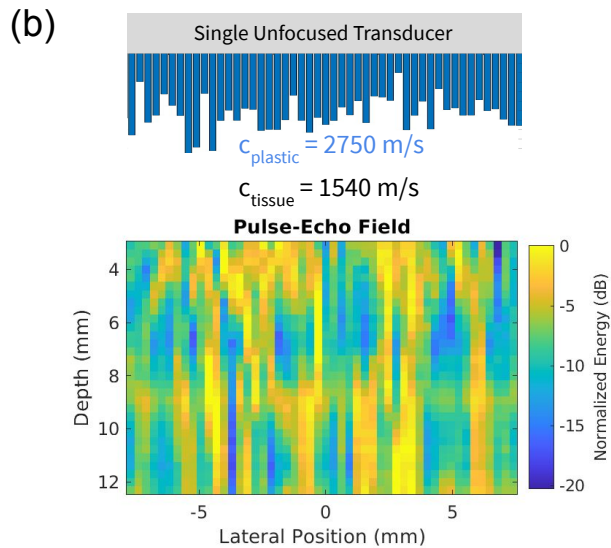 (b)
Single Unfocused Transducer
c_plastic = 2750 m/s
c_tissue = 1540 m/s
Pulse-Echo Field
0
4
-5
6
8
-10
10
-15
12
-20
-5 0 5
Depth (mm)
Normalized Energy (dB)
Lateral Position (mm)